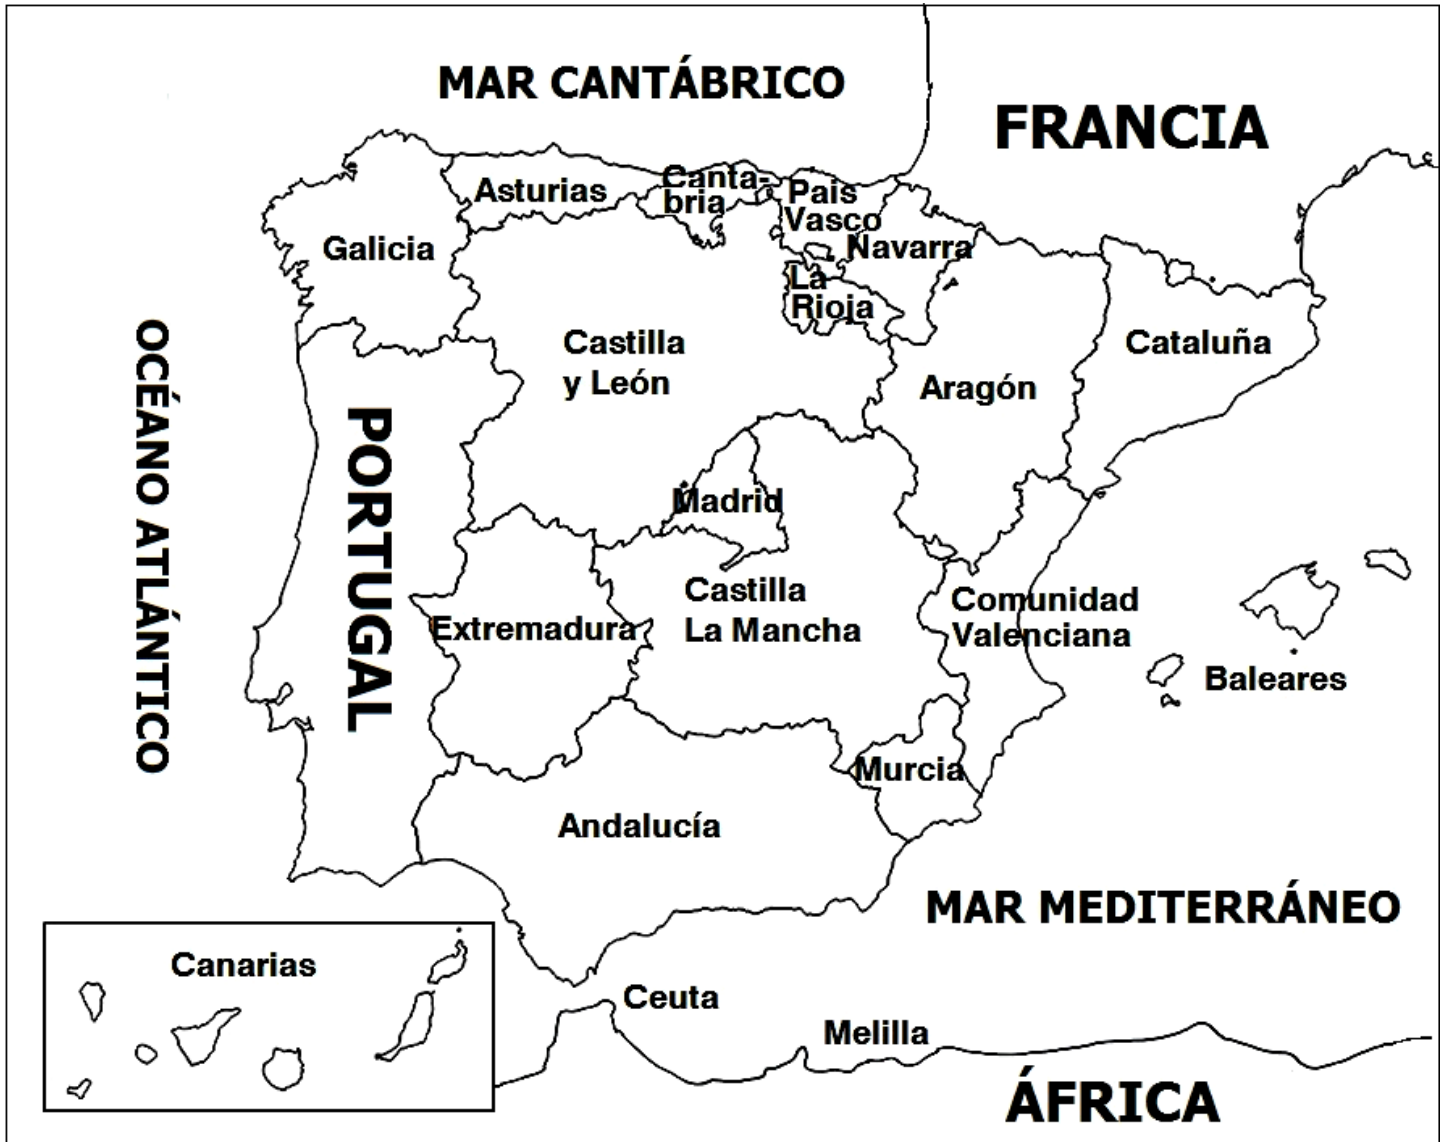 MAR CANTÁBRICO
FRANCIA
Asturias
Canta-
bria
Pais
Vasco
Galicia
Navarra
La
Rioja
Castilla
y León
Cataluña
Aragón
OCÉANO ATLÁNTICO
PORTUGAL
Madrid
Castilla
La Mancha
Extremadura
Comunidad
Valenciana
Baleares
Murcia
Andalucía
MAR MEDITERRÁNEO
Canarias
Ceuta
Melilla
ÁFRICA